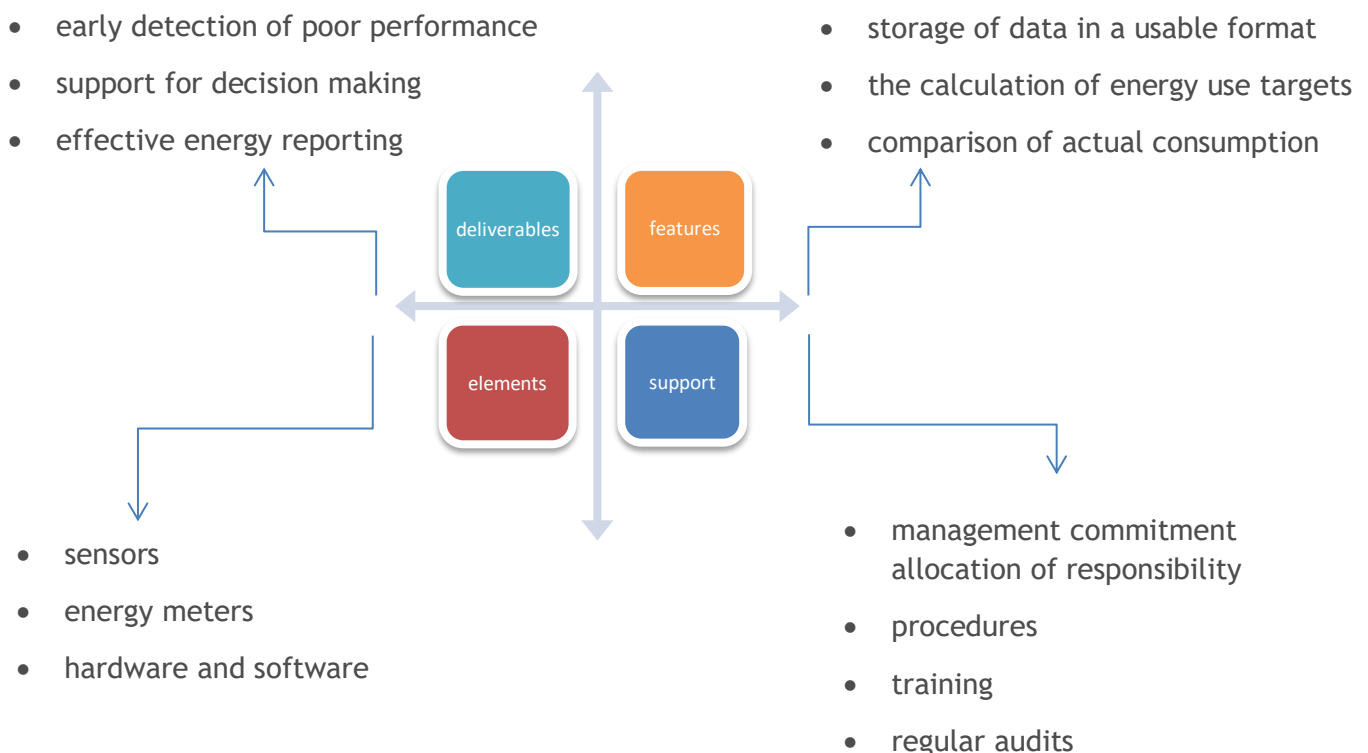 • early detection of poor performance
• support for decision making
• effective energy reporting
• storage of data in a usable format
• the calculation of energy use targets
• comparison of actual consumption
deliverables
features
elements
support
• sensors
• energy meters
• hardware and software
• management commitment
allocation of responsibility
• procedures
• training
• regular audits